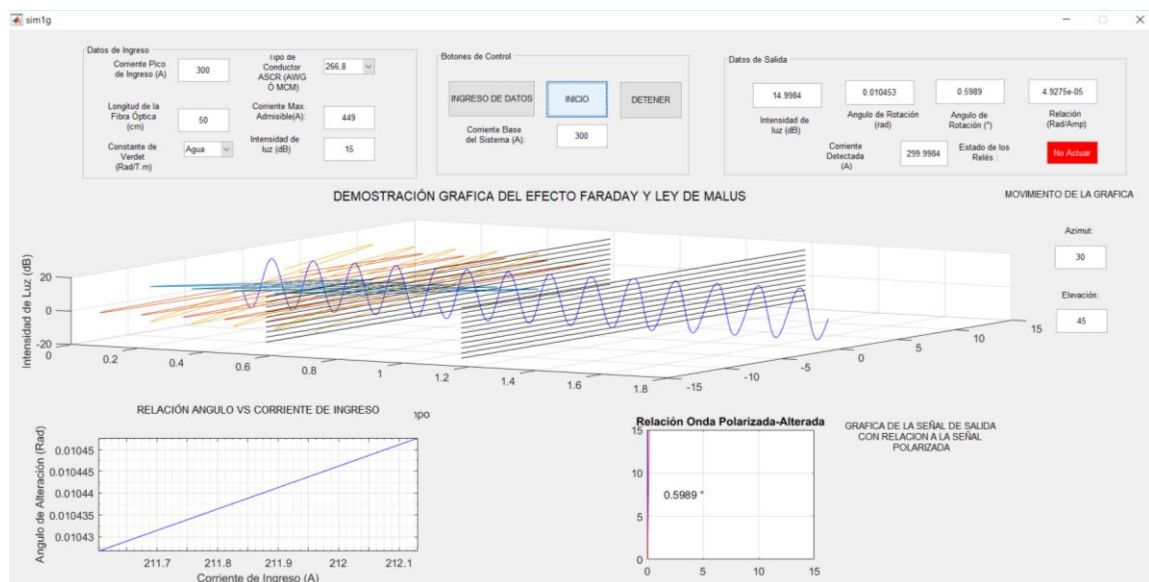 sim1g
Datos de Ingreso
Corriente Pico
de Ingreso (A)
300
Tipo de
Conductor
ASCR (AWG
Ó MCM)
266,8
Longitud de la
Fibra Óptica
(cm)
50
Corriente Max.
Admisible(A):
449
Constante de
Verdet
(Rad/T.m)
Agua
Intensidad de
luz (dB)
15
Botones de Control
INGRESO DE DATOS
INICIO
DETENER
Corriente Base
del Sistema (A):
300
Datos de Salida
14.9984
0.010453
0.5989
4.9275e-05
Intensidad de
luz (dB)
Angulo de Rotación
(rad)
Angulo de
Rotación (°)
Relación
(Rad/Amp)
Corriente
Detectada
(A)
299.9984
Estado de los
Relés :
No Actuar
DEMOSTRACIÓN GRAFICA DEL EFECTO FARADAY Y LEY DE MALUS
MOVIMIENTO DE LA GRAFICA
Azimut:
30
Elevación:
45
Intensidad de Luz (dB)
20
0
-20
0
0.2
0.4
0.6
0.8
1
1.2
1.4
1.6
1.8
-15
-10
-5
0
5
10
15
RELACIÓN ANGULO VS CORRIENTE DE INGRESO
npo
Angulo de Alteración (Rad)
0.01045
0.010445
0.01044
0.010435
0.01043
211.7
211.8
211.9
212
212.1
Corriente de Ingreso (A)
Relación Onda Polarizada-Alterada
15
10
5
0
0.5989 °
0
5
10
15
GRAFICA DE LA SEÑAL DE SALIDA
CON RELACION A LA SEÑAL
POLARIZADA